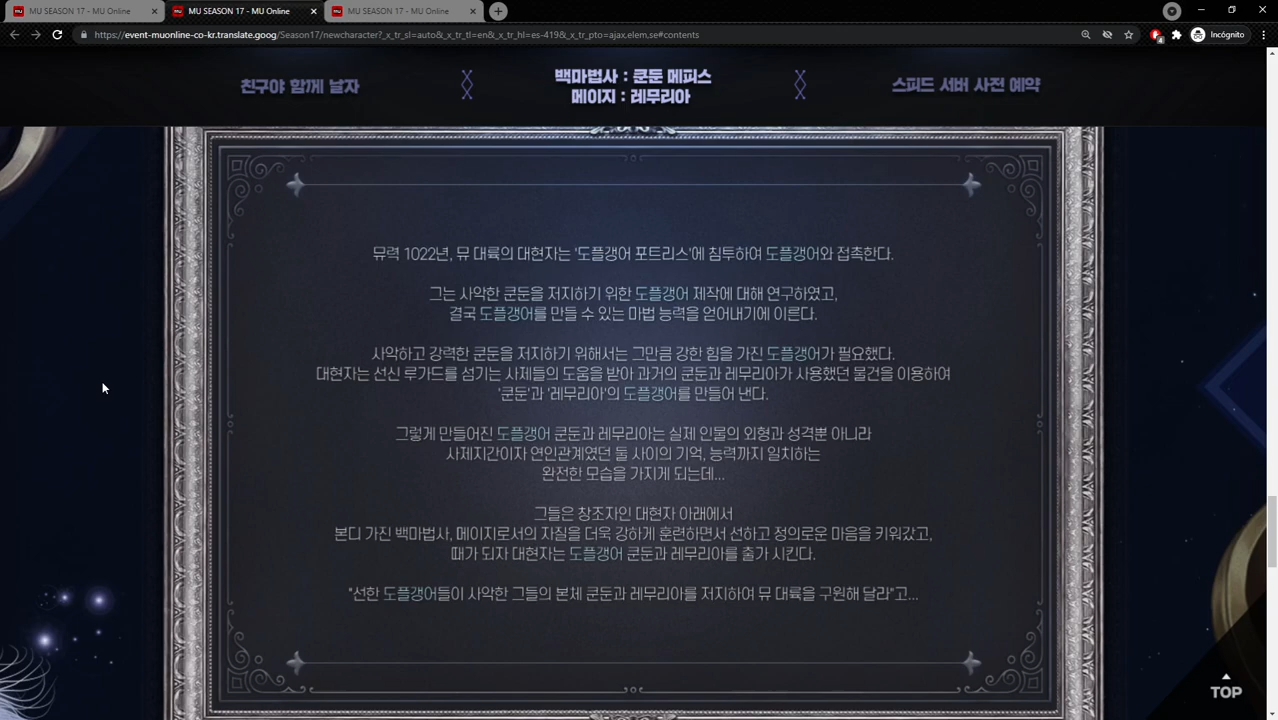 MU SEASON 17 - MU Online
MU SEASON 17 - MU Online
MU SEASON 17 - MU Online
https://event-muonline-co-kr.translate.goog/Season17/newcharacter?_x_tr_sl=auto&_x_tr_tl=en&_x_tr_hl=es-419&_x_tr_pto=ajax,elem,se#contents
4
Incógnito
친구야 함께 날자
백마법사 : 쿤둔 메피스
메이지 : 레무리아
스피드 서버 사전 예약
뮤력 1022년, 뮤 대륙의 대현자는 '도플갱어 포트리스'에 침투하여 도플갱어와 접촉한다.
그는 사악한 쿤둔을 저지하기 위한 도플갱어 제작에 대해 연구하였고,
결국 도플갱어를 만들 수 있는 마법 능력을 얻어내기에 이른다.
사악하고 강력한 쿤둔을 저지하기 위해서는 그만큼 강한 힘을 가진 도플갱어가 필요했다.
대현자는 선신 루가드를 섬기는 사제들의 도움을 받아 과거의 쿤둔과 레무리아가 사용했던 물건을 이용하여
'쿤둔'과 '레무리아'의 도플갱어를 만들어 낸다.
그렇게 만들어진 도플갱어 쿤둔과 레무리아는 실제 인물의 외형과 성격뿐 아니라
사제지간이자 연인관계였던 둘 사이의 기억, 능력까지 일치하는
완전한 모습을 가지게 되는데...
그들은 창조자인 대현자 아래에서
본디 가진 백마법사, 메이지로서의 자질을 더욱 강하게 훈련하면서 선하고 정의로운 마음을 키워갔고,
때가 되자 대현자는 도플갱어 쿤둔과 레무리아를 출가 시킨다.
"선한 도플갱어들이 사악한 그들의 본체 쿤둔과 레무리아를 저지하여 뮤 대륙을 구원해 달라"고...
TOP